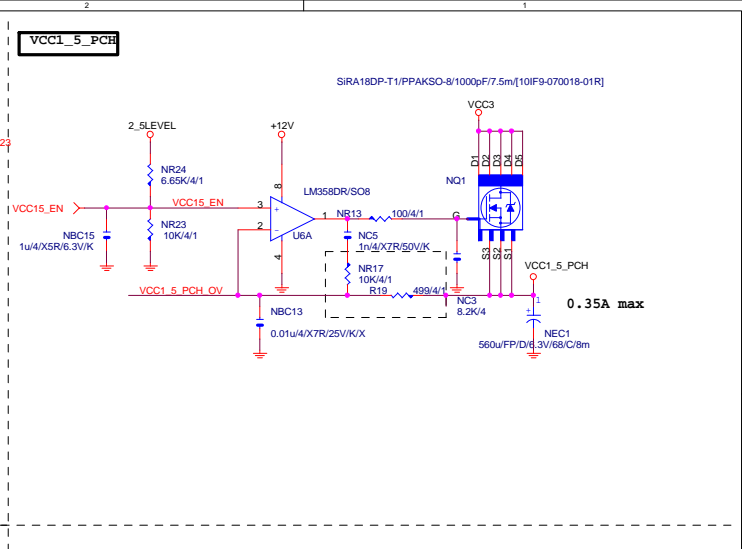 2
1
VCC1_5_PCH
SiRA18DP-T1/PPAKSO-8/1000pF/7.5m/[10IF9-070018-01R]
VCC3
2_5LEVEL
+12V
23
D1
D2
D3
D4
D5
NR24
6.65K/4/1
NQ1
8
LM358DR/SO8
VCC15_EN
VCC15_EN
3
+
1
NR13
100/4/1
G
2
-
U6A
NR23
10K/4/1
NBC15
1u/4/X5R/6.3V/K
NC5
1n/4/X7R/50V/K
4
S3
S2
S1
NR17
10K/4/1
VCC1_5_PCH
VCC1_5_PCH_OV
R19
499/4/1
NC3
8.2K/4
1
+
0.35A max
NBC13
0.01u/4/X7R/25V/K/X
NEC1
560u/FP/D/6.3V/68/C/8m